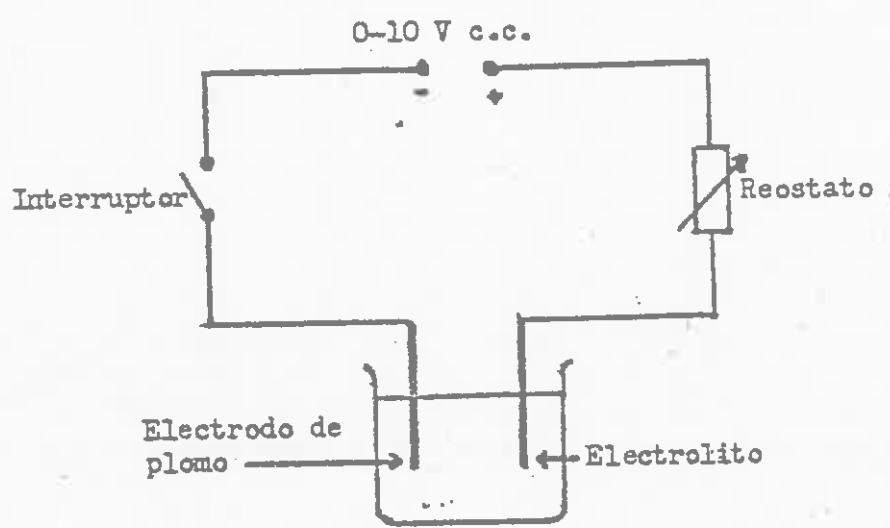 0-10 V c.c.
- +
Interruptor
Reostato
Electrodo de
plomo
Electrolito